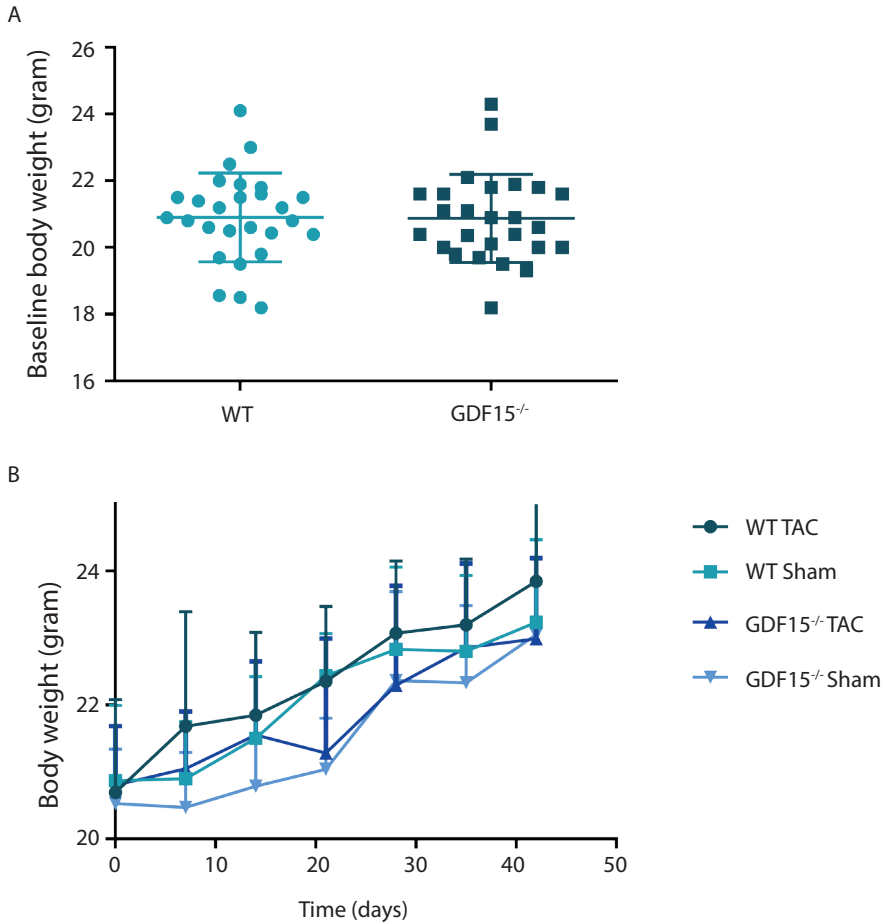 A
Baseline body weight (gram)
26
24
22
20
18
16
WT
GDF15-/-
B
Body weight (gram)
24
22
20
0
10
20
30
40
50
Time (days)
WT TAC
WT Sham
GDF15-/- TAC
GDF15-/- Sham